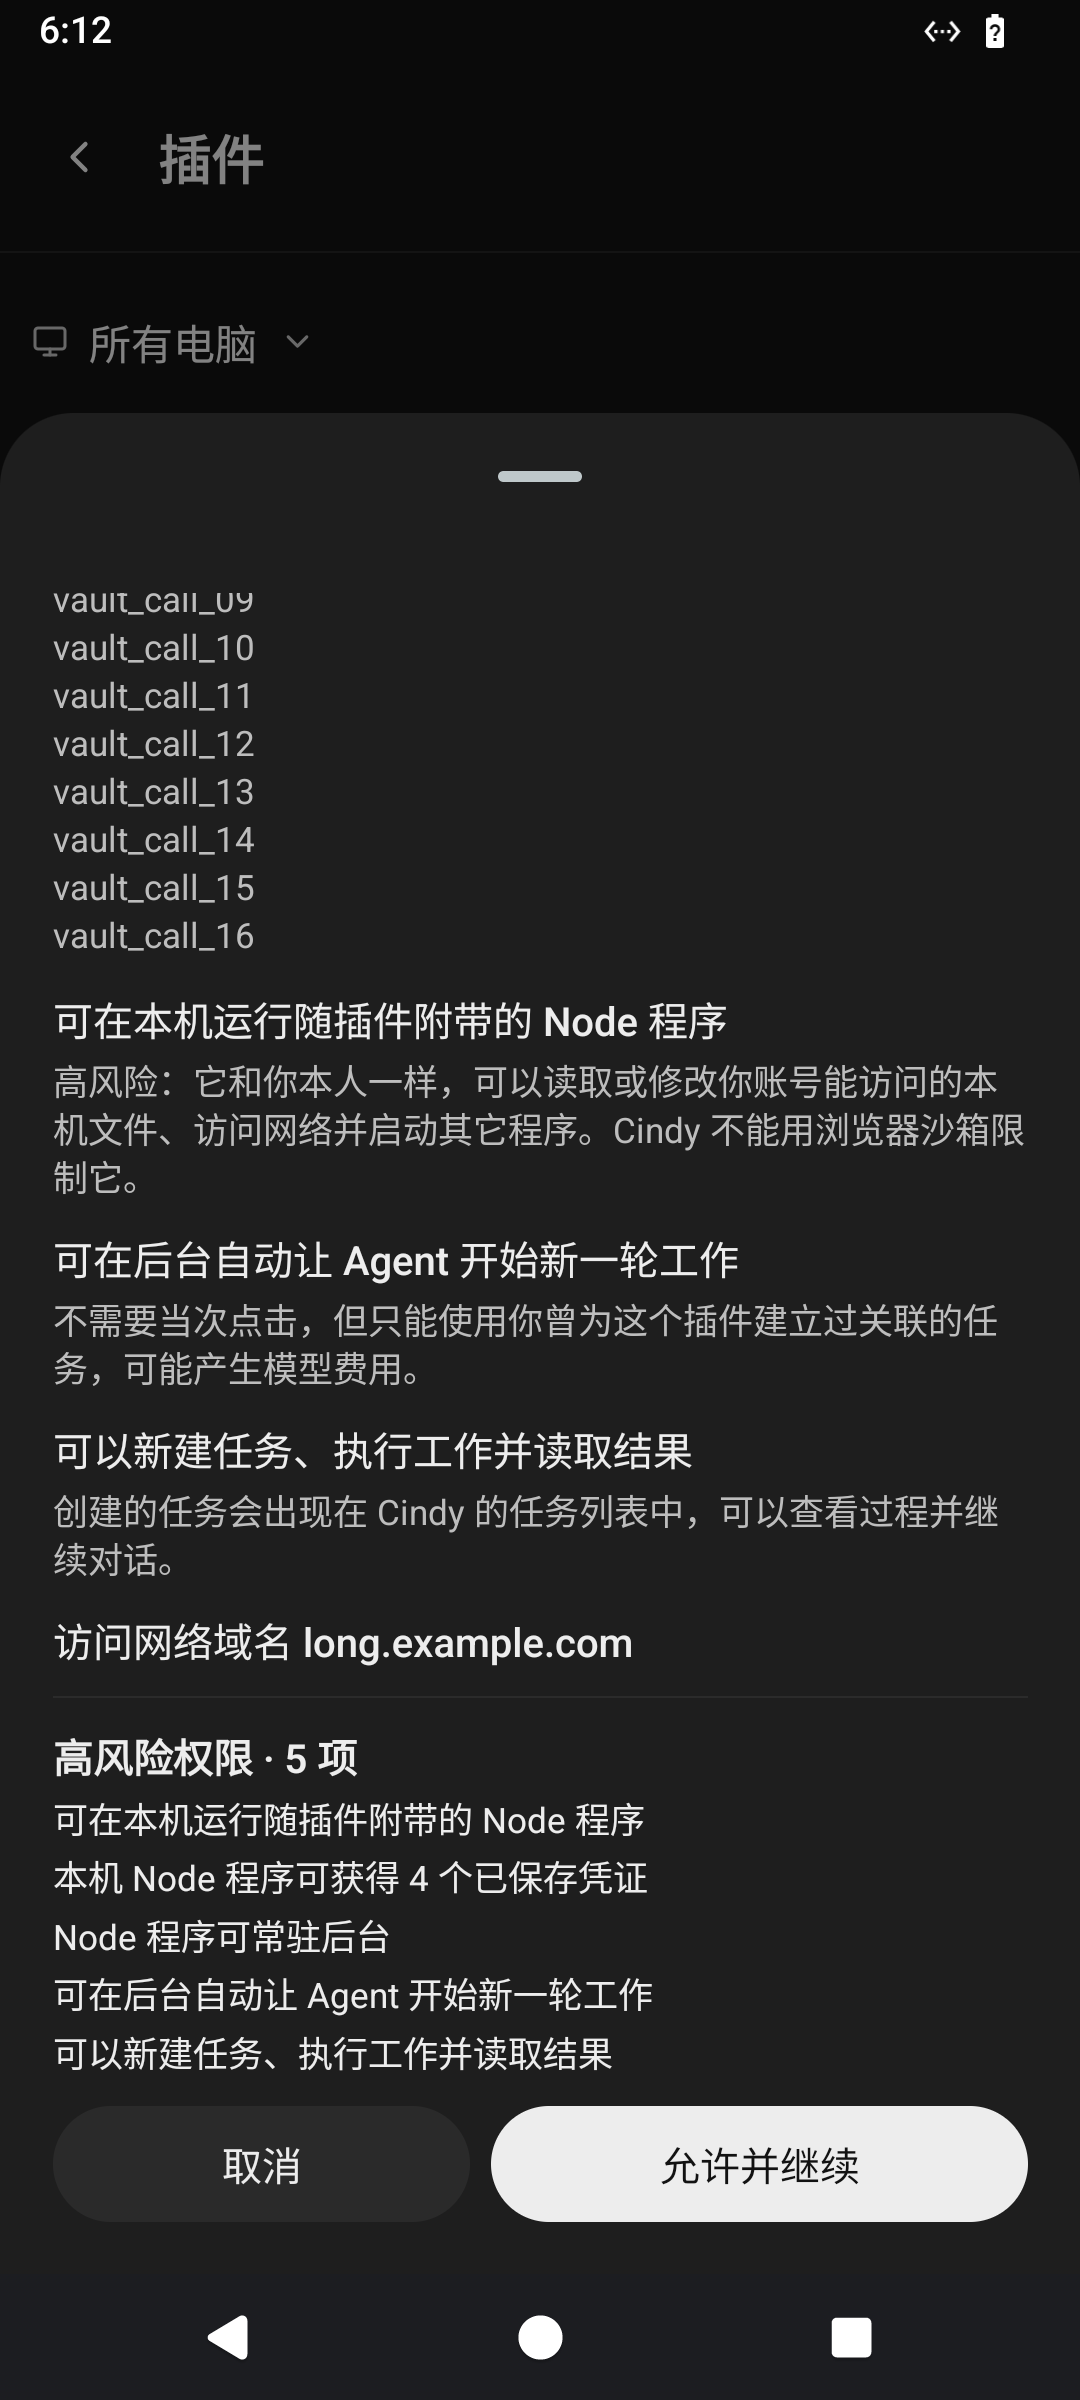 6:12
插件
所有电脑
vault_call_09
vault_call_10
vault_call_11
vault_call_12
vault_call_13
vault_call_14
vault_call_15
vault_call_16
可在本机运行随插件附带的 Node 程序
高风险：它和你本人一样，可以读取或修改你账号能访问的本
机文件、访问网络并启动其它程序。Cindy 不能用浏览器沙箱限
制它。
可在后台自动让 Agent 开始新一轮工作
不需要当次点击，但只能使用你曾为这个插件建立过关联的任
务，可能产生模型费用。
可以新建任务、执行工作并读取结果
创建的任务会出现在 Cindy 的任务列表中，可以查看过程并继
续对话。
访问网络域名 long.example.com
高风险权限 · 5 项
可在本机运行随插件附带的 Node 程序
本机 Node 程序可获得 4 个已保存凭证
Node 程序可常驻后台
可在后台自动让 Agent 开始新一轮工作
可以新建任务、执行工作并读取结果
取消
允许并继续